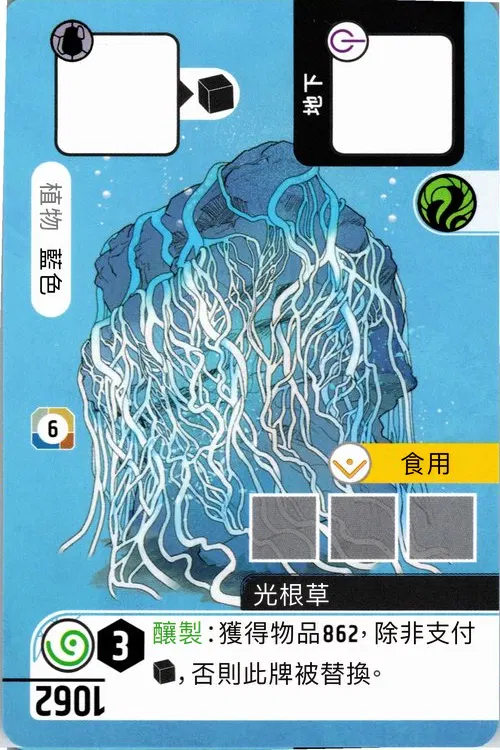 地下
植物 藍色
6
食用
光根草
3
釀製：獲得物品862，除非支付
，否則此牌被替換。
1062